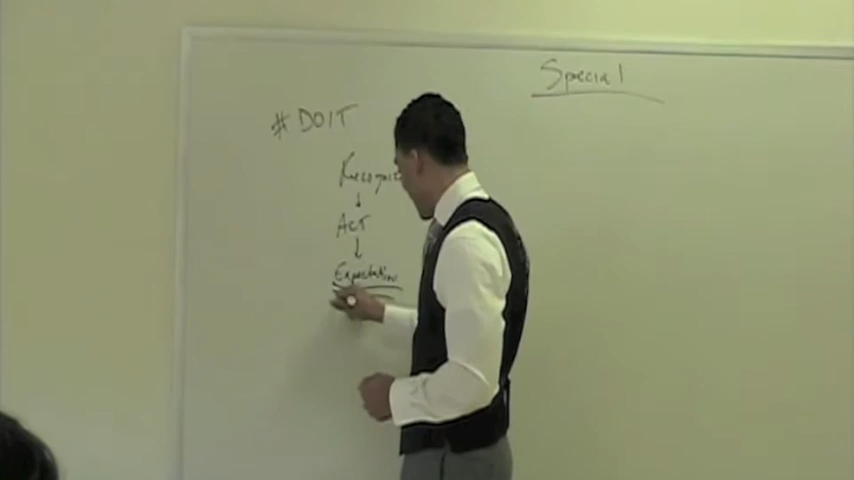 Special
#DOIT
Recognize
ACT
Expectation